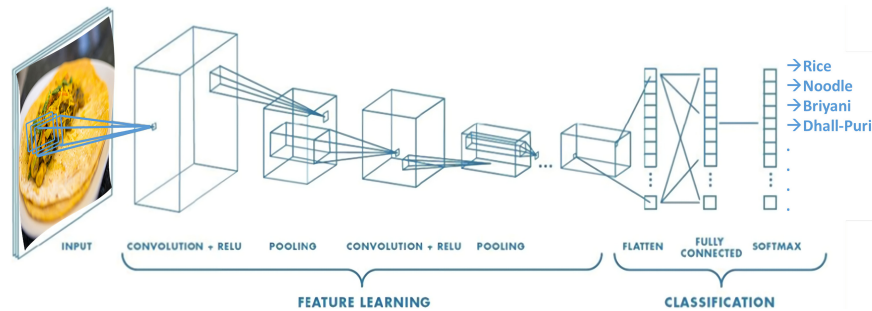 →Rice
→Noodle
→Briyani
→Dhall-Puri
.
.
.
.
...
INPUT
CONVOLUTION + RELU
POOLING
CONVOLUTION + RELU
POOLING
FLATTEN
FULLY
CONNECTED
SOFTMAX
FEATURE LEARNING
CLASSIFICATION